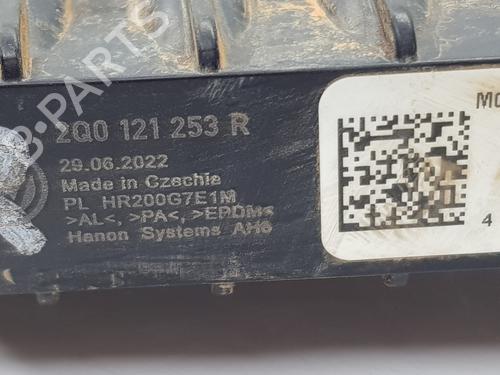 2Q0 121 253 R
29.06.2022
Made in Czechia
PL HR200G7E1M
>AL<, >PA<, >EPDM<
Hanon Systems AH6
MO
4
B-PARTS